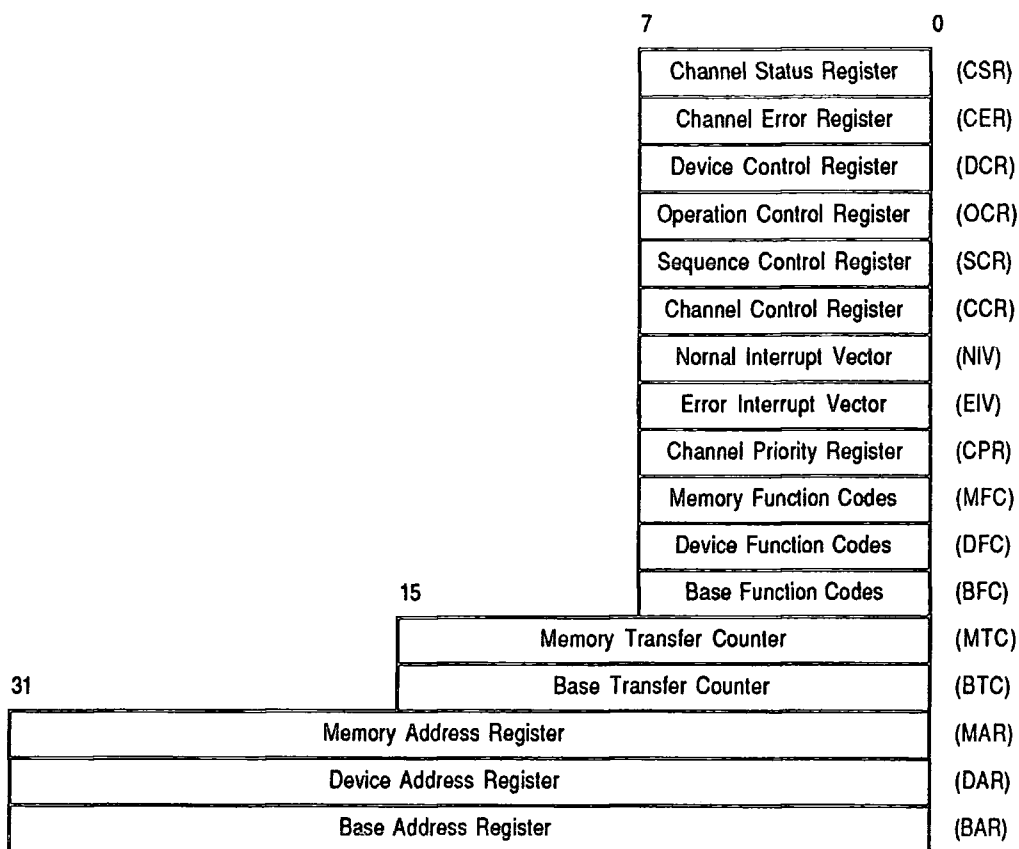 7 0
Channel Status Register (CSR)
Channel Error Register (CER)
Device Control Register (DCR)
Operation Control Register (OCR)
Sequence Control Register (SCR)
Channel Control Register (CCR)
Nornal Interrupt Vector (NIV)
Error Interrupt Vector (EIV)
Channel Priority Register (CPR)
Memory Function Codes (MFC)
Device Function Codes (DFC)
15 Base Function Codes (BFC)
Memory Transfer Counter (MTC)
31 Base Transfer Counter (BTC)
Memory Address Register (MAR)
Device Address Register (DAR)
Base Address Register (BAR)